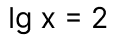 lg x = 2